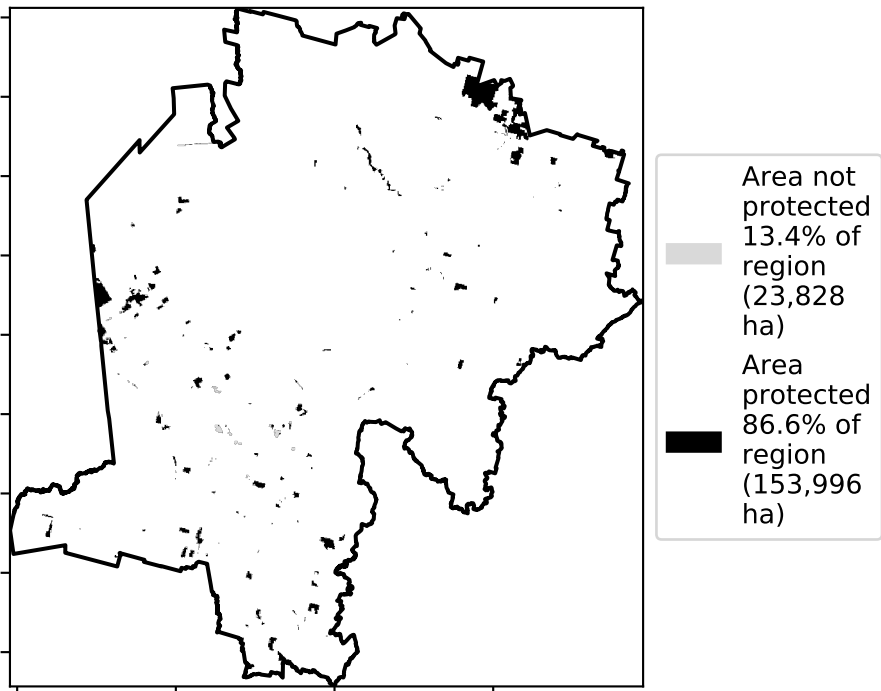 Area not
protected
13.4% of
region
(23,828
ha)
Area
protected
86.6% of
region
(153,996
ha)